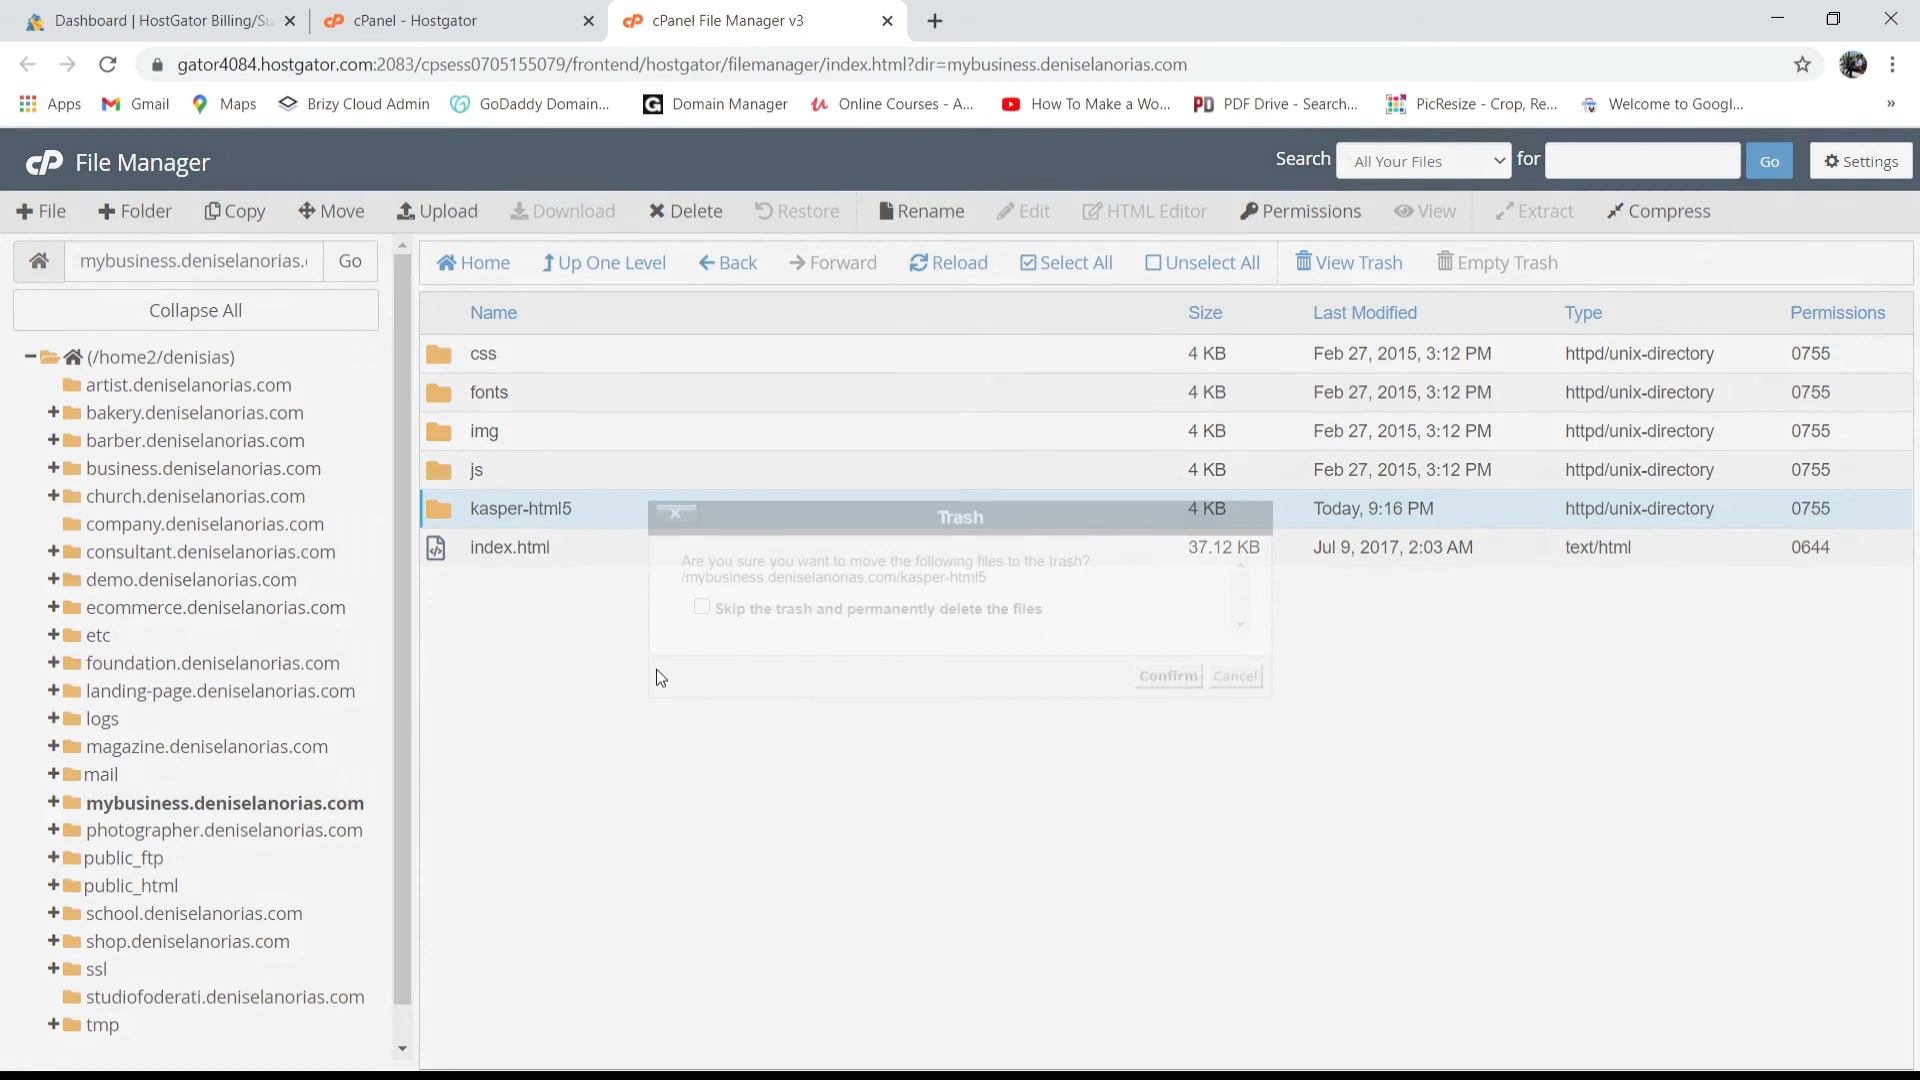 Dashboard | HostGator Billing/Su
cPanel - Hostgator
cPanel File Manager v3
gator4084.hostgator.com:2083/cpsess0705155079/frontend/hostgator/filemanager/index.html?dir=mybusiness.deniselanorias.com
Apps Gmail Maps Brizy Cloud Admin GoDaddy Domain... Domain Manager Online Courses - A... How To Make a Wo... PDF Drive - Search... PicResize - Crop, Re... Welcome to Googl... »
cP File Manager
Search All Your Files for Go Settings
File Folder Copy Move Upload Download Delete Restore Rename Edit HTML Editor Permissions View Extract Compress
mybusiness.deniselanorias. Go
Home Up One Level Back Forward Reload Select All Unselect All View Trash Empty Trash
Collapse All
(/home2/denisias)
artist.deniselanorias.com
bakery.deniselanorias.com
barber.deniselanorias.com
business.deniselanorias.com
church.deniselanorias.com
company.deniselanorias.com
consultant.deniselanorias.com
demo.deniselanorias.com
ecommerce.deniselanorias.com
etc
foundation.deniselanorias.com
landing-page.deniselanorias.com
logs
magazine.deniselanorias.com
mail
mybusiness.deniselanorias.com
photographer.deniselanorias.com
public_ftp
public_html
school.deniselanorias.com
shop.deniselanorias.com
ssl
studiofoderati.deniselanorias.com
tmp
Name Size Last Modified Type Permissions
css 4 KB Feb 27, 2015, 3:12 PM httpd/unix-directory 0755
fonts 4 KB Feb 27, 2015, 3:12 PM httpd/unix-directory 0755
img 4 KB Feb 27, 2015, 3:12 PM httpd/unix-directory 0755
js 4 KB Feb 27, 2015, 3:12 PM httpd/unix-directory 0755
kasper-html5 4 KB Today, 9:16 PM httpd/unix-directory 0755
index.html 37.12 KB Jul 9, 2017, 2:03 AM text/html 0644
Trash
Are you sure you want to move the following files to the trash?
/mybusiness.deniselanorias.com/kasper-html5
Skip the trash and permanently delete the files
Confirm Cancel